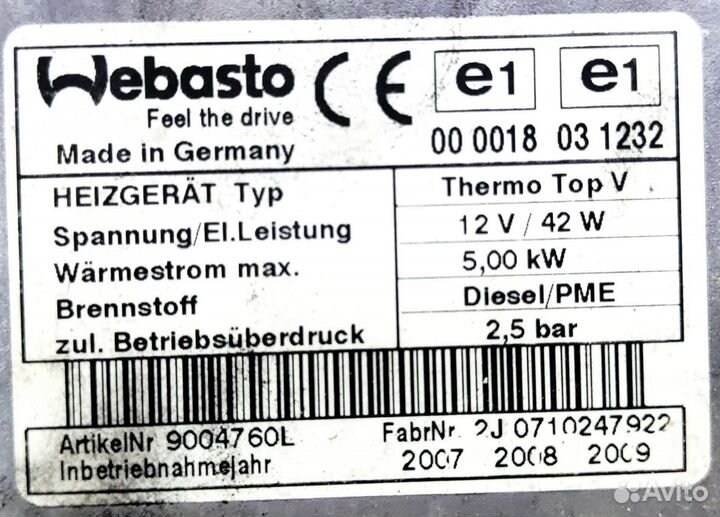 Webasto CE e1 e1
Feel the drive
Made in Germany 00 0018 03 1232
HEIZGERÄT Typ Thermo Top V
Spannung/El.Leistung 12 V / 42 W
Wärmestrom max. 5,00 kW
Brennstoff Diesel/PME
zul. Betriebsüberdruck 2,5 bar
ArtikelNr 9004760L FabrNr 2J 0710247922
Inbetriebnahmejahr 2007 2008 2009
Avito